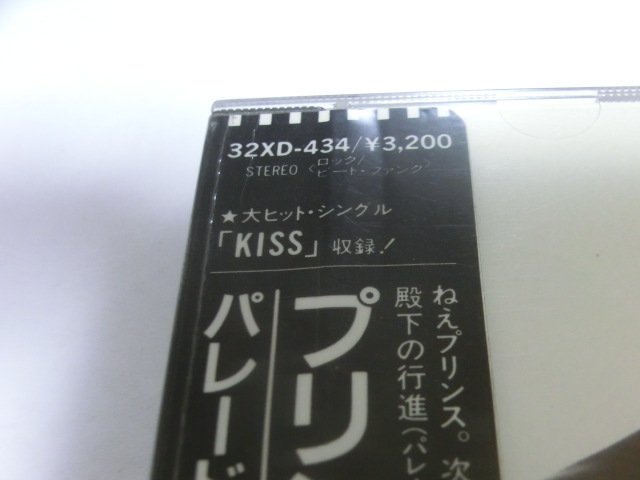 32XD-434/¥3,200
STEREO〈ロック/ビート・ファンク〉
★大ヒット・シングル
「KISS」収録!
ねえプリンス。次
殿下の行進(パレ
プリン
パレード